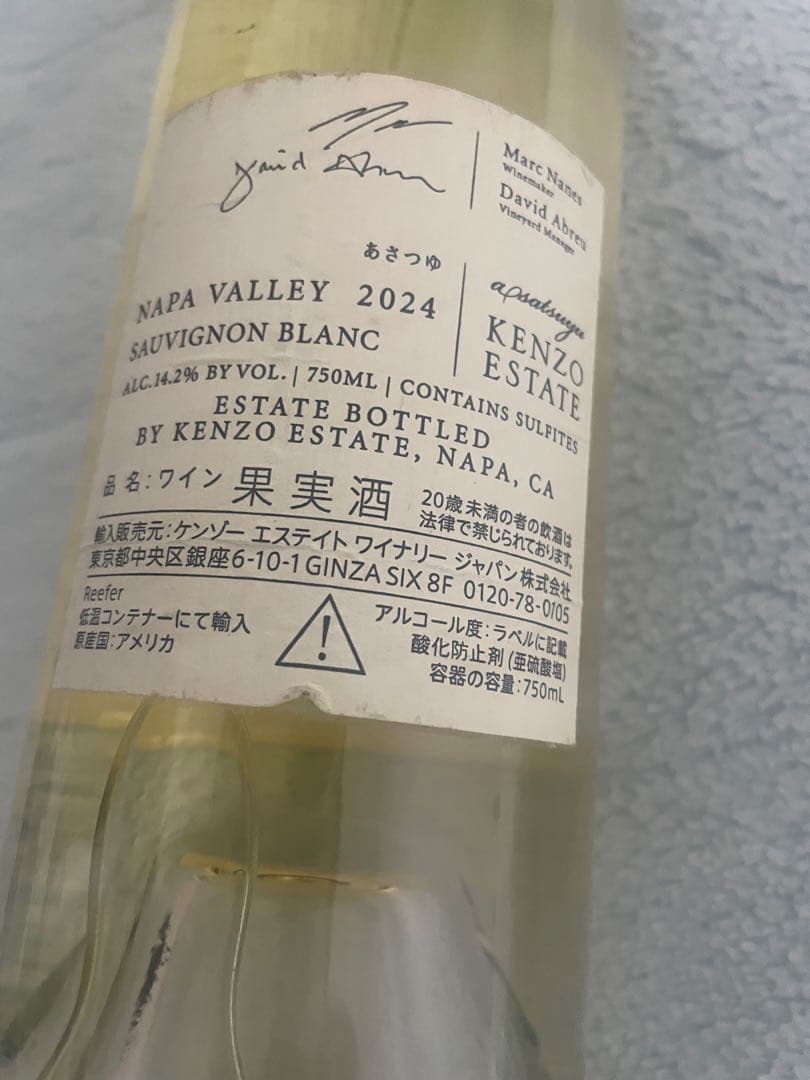 David Abreu
Marc Nanes
Winemaker
David Abreu
Vineyard Manager
あさつゆ
NAPA VALLEY 2024
SAUVIGNON BLANC
asatsuyu
KENZO
ESTATE
ALC.14.2% BY VOL. | 750ML | CONTAINS SULFITES
ESTATE BOTTLED
BY KENZO ESTATE, NAPA, CA
品名:ワイン 果実酒
20歳未満の者の飲酒は
法律で禁じられております。
輸入販売元:ケンゾー エステイト ワイナリー ジャパン株式会社
東京都中央区銀座6-10-1 GINZA SIX 8F 0120-78-0105
Reefer
低温コンテナーにて輸入
原産国:アメリカ
アルコール度:ラベルに記載
酸化防止剤(亜硫酸塩)
容器の容量:750mL